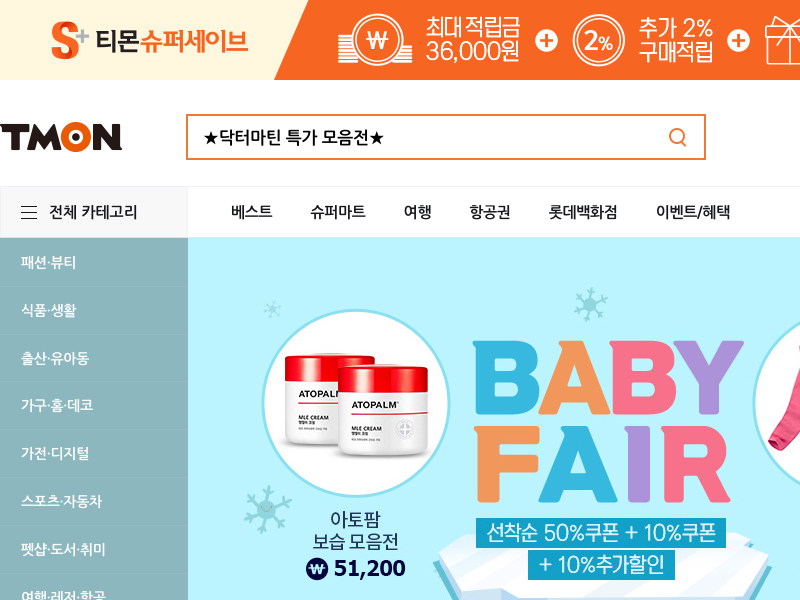 S+ 티몬슈퍼세이브
최대 적립금
36,000원
+
2%
추가 2%
구매적립
+
TMON
★닥터마틴 특가 모음전★
전체 카테고리
베스트
슈퍼마트
여행
항공권
롯데백화점
이벤트/혜택
패션·뷰티
식품·생활
출산·유아동
가구·홈·데코
가전·디지털
스포츠·자동차
펫샵·도서·취미
여행·레저·항공
ATOPALM
MLE CREAM
ATOPALM
MLE CREAM
아토팜
보습 모음전
₩ 51,200
BABY
FAIR
선착순 50%쿠폰 + 10%쿠폰
+ 10%추가할인